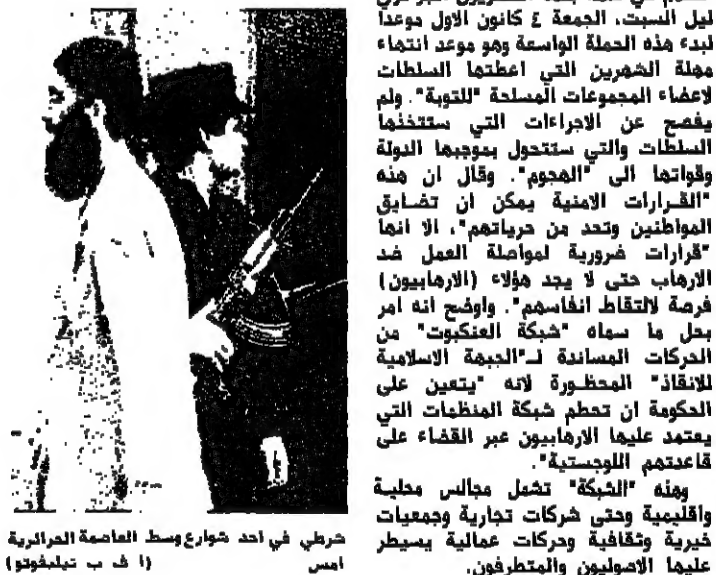 ليل السبت، الجمعة ٤ كانون الاول موعداً
لبدء هذه الحملة الواسعة وهو موعد انتهاء
مهلة الشهرين التي اعطتها السلطات
لاعضاء المجموعات المسلحة "للتوبة". ولم
يفصح عن الاجراءات التي ستتخذها
السلطات والتي ستتحول بموجبها الدولة
وقواتها الى "الهجوم". وقال ان هذه
"القرارات الامنية يمكن ان تضايق
المواطنين وتحد من حرياتهم"، الا انها
"قرارات ضرورية لمواصلة العمل ضد
الارهاب حتى لا يجد هؤلاء (الارهابيون)
فرصة لالتقاط انفاسهم". واوضح انه امر
بحل ما سماه "شبكة العنكبوت" من
الحركات المساندة لـ"الجبهة الاسلامية
للانقاذ" المحظورة لانه "يتعين على
الحكومة ان تحطم شبكة المنظمات التي
يعتمد عليها الارهابيون عبر القضاء على
قاعدتهم اللوجستية".
وهذه "الشبكة" تشمل مجالس محلية
واقليمية وحتى شركات تجارية وجمعيات
خيرية وثقافية وحركات عمالية يسيطر
عليها الاصوليون والمتطرفون.
شرطي في احد شوارع وسط العاصمة الجزائرية
امس (ا ف ب تيليفوتو)